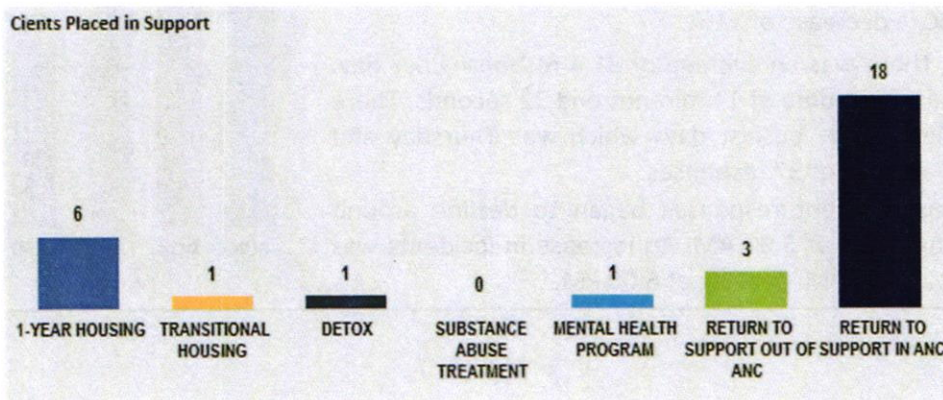 Cients Placed in Support
6
1
1
0
1
3
18
1-YEAR HOUSING
TRANSITIONAL
HOUSING
DETOX
SUBSTANCE
ABUSE
TREATMENT
MENTAL HEALTH
PROGRAM
RETURN TO
SUPPORT OUT OF
ANC
RETURN TO
SUPPORT IN ANC